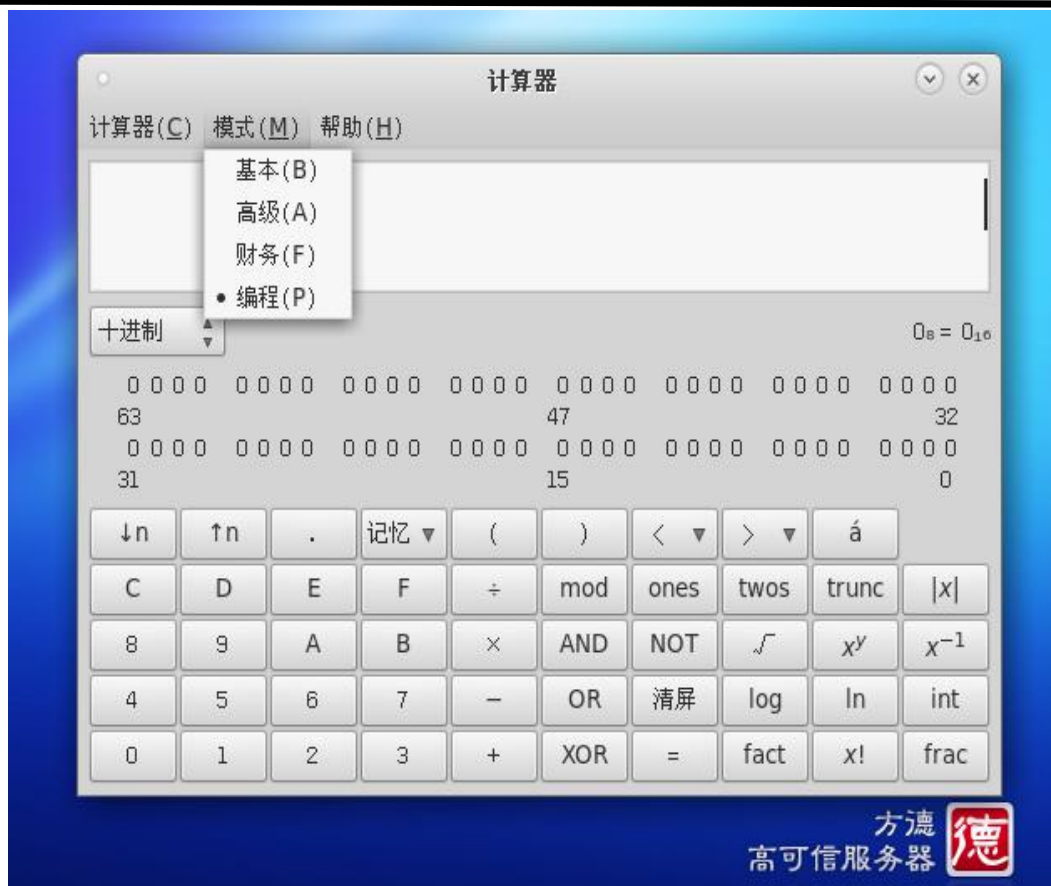 计算器
计算器(C) 模式(M) 帮助(H)
基本(B)
高级(A)
财务(F)
• 编程(P)
十进制
0₈ = 0₁₆
0000 0000 0000 0000 0000 0000 0000 0000
63 47 32
0000 0000 0000 0000 0000 0000 0000 0000
31 15 0
↓n ↑n . 记忆 ▼ ( ) < ▼ > ▼ á
C D E F ÷ mod ones twos trunc |x|
8 9 A B × AND NOT √ xʸ x⁻¹
4 5 6 7 − OR 清屏 log ln int
0 1 2 3 + XOR = fact x! frac
方德
高可信服务器
德